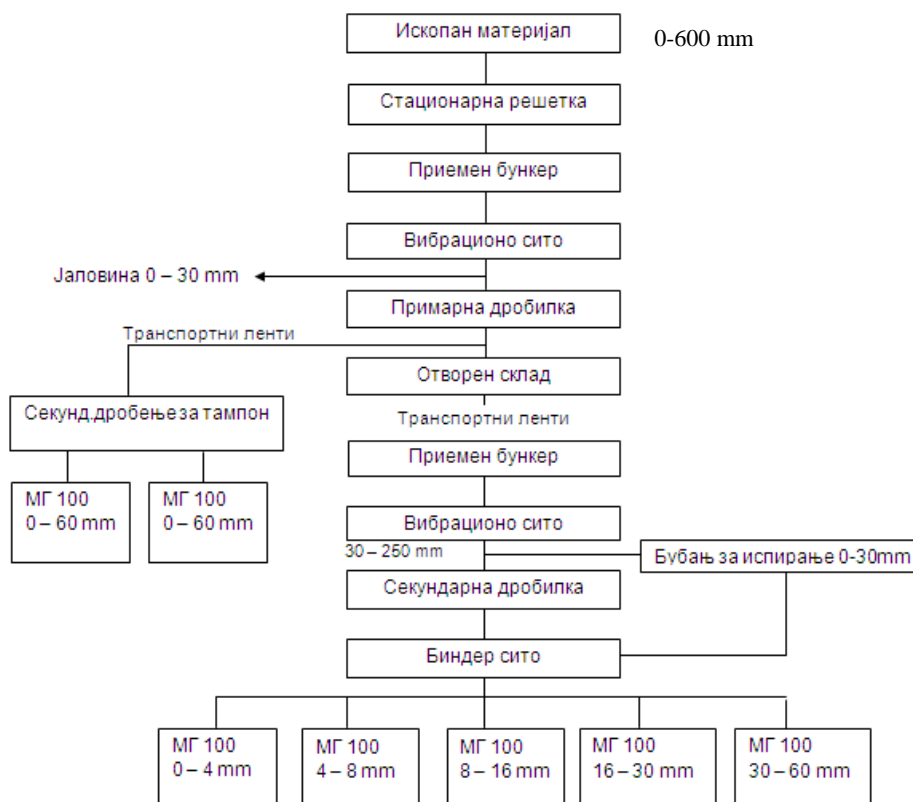 Ископан материјал
0-600 mm
Стационарна решетка
Приемен бункер
Вибрационо сито
Јаловина 0 – 30 mm
Примарна дробилка
Транспортни ленти
Отворен склад
Секунд.дробење за тампон
Транспортни ленти
МГ 100
0 – 60 mm
МГ 100
0 – 60 mm
Приемен бункер
Вибрационо сито
30 – 250 mm
Бубањ за испирање 0-30mm
Секундарна дробилка
Биндер сито
МГ 100
0 – 4 mm
МГ 100
4 – 8 mm
МГ 100
8 – 16 mm
МГ 100
16 – 30 mm
МГ 100
30 – 60 mm